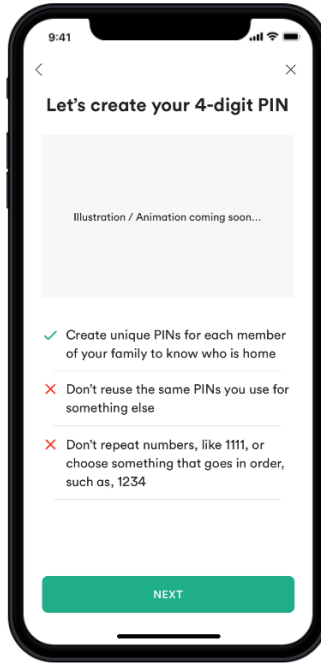 9:41
Let’s create your 4-digit PIN
Illustration / Animation coming soon...
Create unique PINs for each member
of your family to know who is home
Don’t reuse the same PINs you use for
something else
Don’t repeat numbers, like 1111, or
choose something that goes in order,
such as, 1234
NEXT